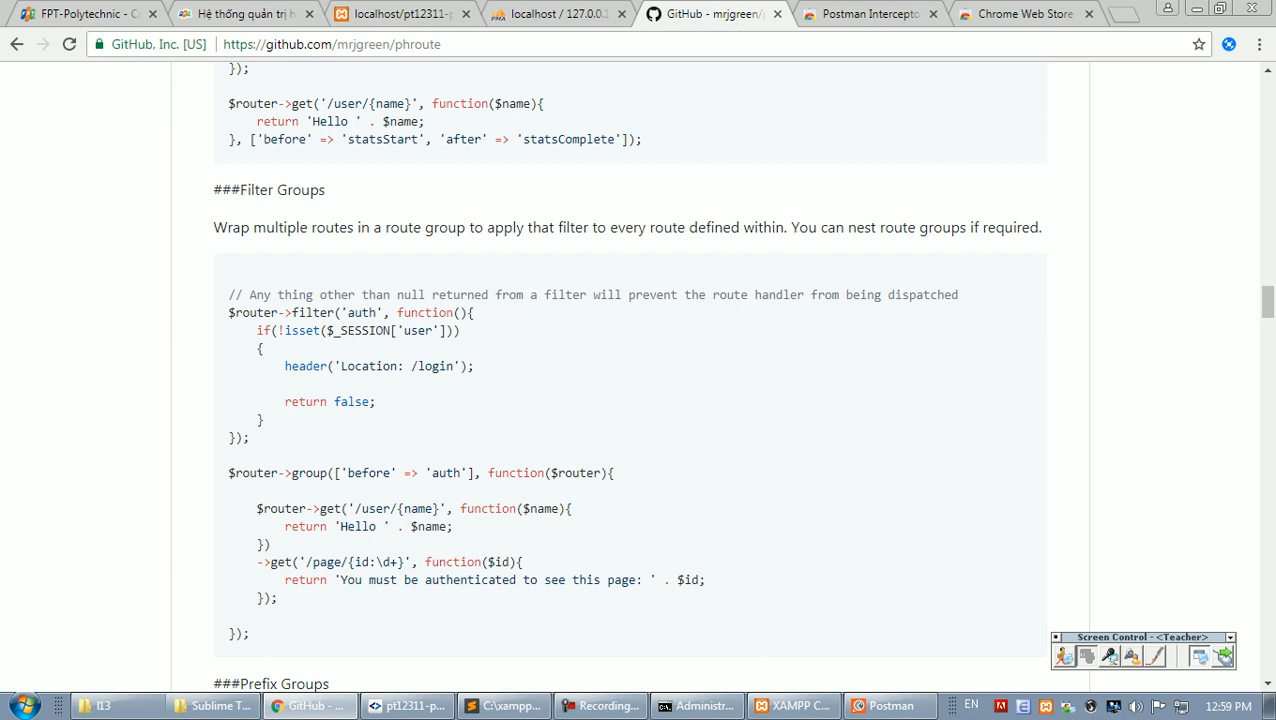 FPT-Polytechnic - C
Hệ thống quản trị h
localhost/pt12311-p
localhost / 127.0.0.1
GitHub - mrjgreen/p
Postman Intercepto
Chrome Web Store
GitHub, Inc. [US]
https://github.com/mrjgreen/phroute
});
$router->get('/user/{name}', function($name){
return 'Hello ' . $name;
}, ['before' => 'statsStart', 'after' => 'statsComplete']);
###Filter Groups
Wrap multiple routes in a route group to apply that filter to every route defined within. You can nest route groups if required.
// Any thing other than null returned from a filter will prevent the route handler from being dispatched
$router->filter('auth', function(){
if(!isset($_SESSION['user']))
{
header('Location: /login');
return false;
}
});
$router->group(['before' => 'auth'], function($router){
$router->get('/user/{name}', function($name){
return 'Hello ' . $name;
})
->get('/page/{id:\d+}', function($id){
return 'You must be authenticated to see this page: ' . $id;
});
});
Screen Control - <Teacher>
###Prefix Groups
t13
Sublime T...
GitHub - ...
pt12311-p...
C:\xampp...
Recording...
Administr...
XAMPP C...
Postman
EN
12:59 PM